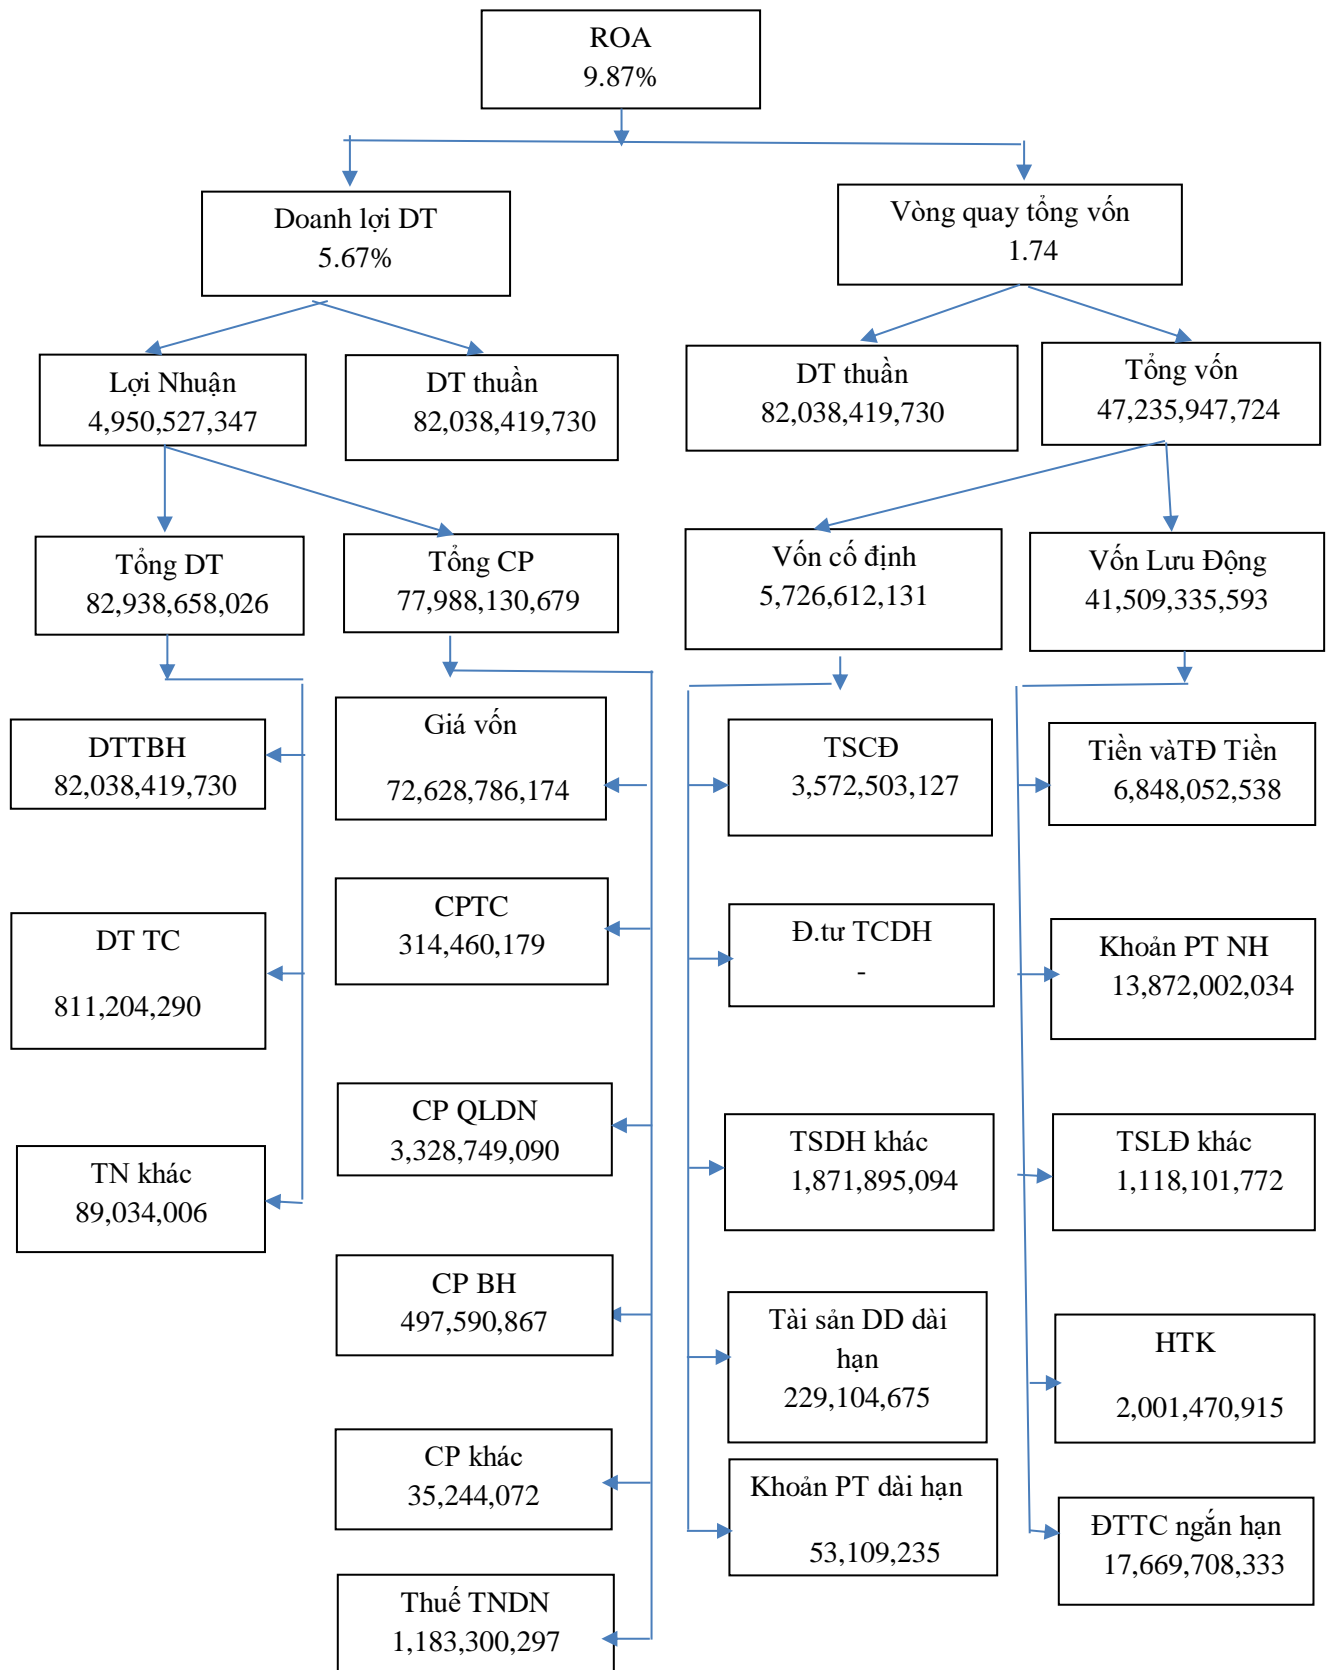 ROA
9.87%
Doanh lợi DT
5.67%
Vòng quay tổng vốn
1.74
Lợi Nhuận
4,950,527,347
DT thuần
82,038,419,730
DT thuần
82,038,419,730
Tổng vốn
47,235,947,724
Tổng DT
82,938,658,026
Tổng CP
77,988,130,679
Vốn cố định
5,726,612,131
Vốn Lưu Động
41,509,335,593
DTTBH
82,038,419,730
DT TC
811,204,290
TN khác
89,034,006
Giá vốn
72,628,786,174
CPTC
314,460,179
CP QLDN
3,328,749,090
CP BH
497,590,867
CP khác
35,244,072
Thuế TNDN
1,183,300,297
TSCĐ
3,572,503,127
Đ.tư TCDH
-
TSDH khác
1,871,895,094
Tài sản DD dài
hạn
229,104,675
Khoản PT dài hạn
53,109,235
Tiền vàTĐ Tiền
6,848,052,538
Khoản PT NH
13,872,002,034
TSLĐ khác
1,118,101,772
HTK
2,001,470,915
ĐTTC ngắn hạn
17,669,708,333